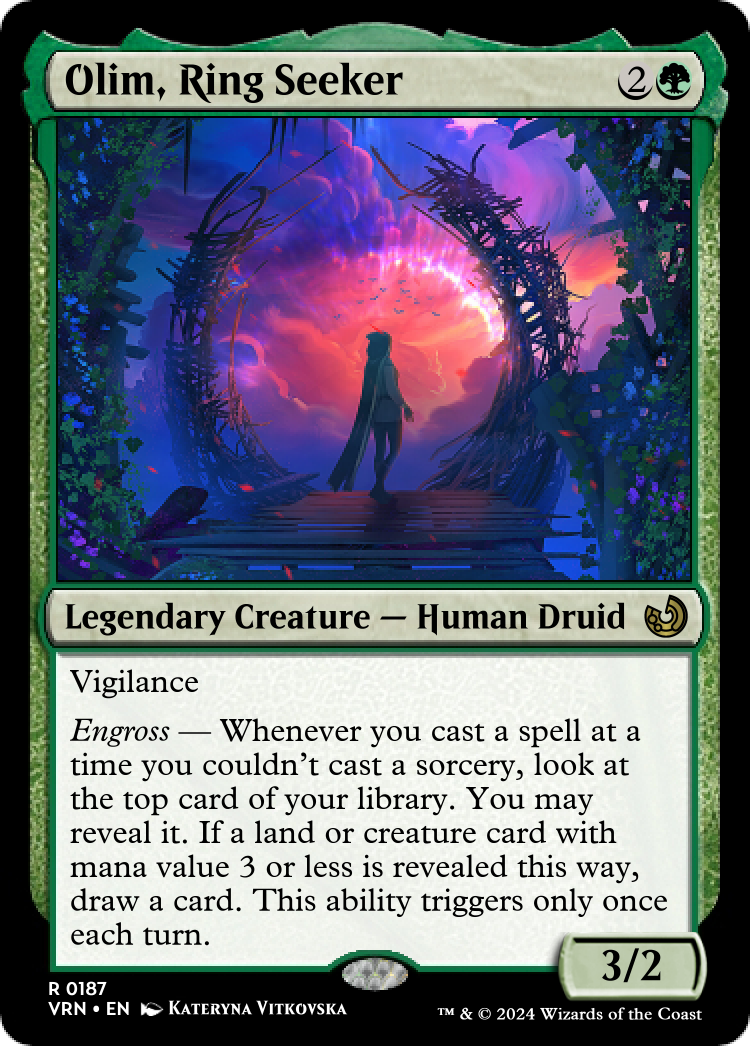 Olim, Ring Seeker 2
Legendary Creature — Human Druid
Vigilance
Engross — Whenever you cast a spell at a
time you couldn't cast a sorcery, look at
the top card of your library. You may
reveal it. If a land or creature card with
mana value 3 or less is revealed this way,
draw a card. This ability triggers only once
each turn.
3/2
R 0187
VRN • EN Kateryna Vitkovska
™ & © 2024 Wizards of the Coast